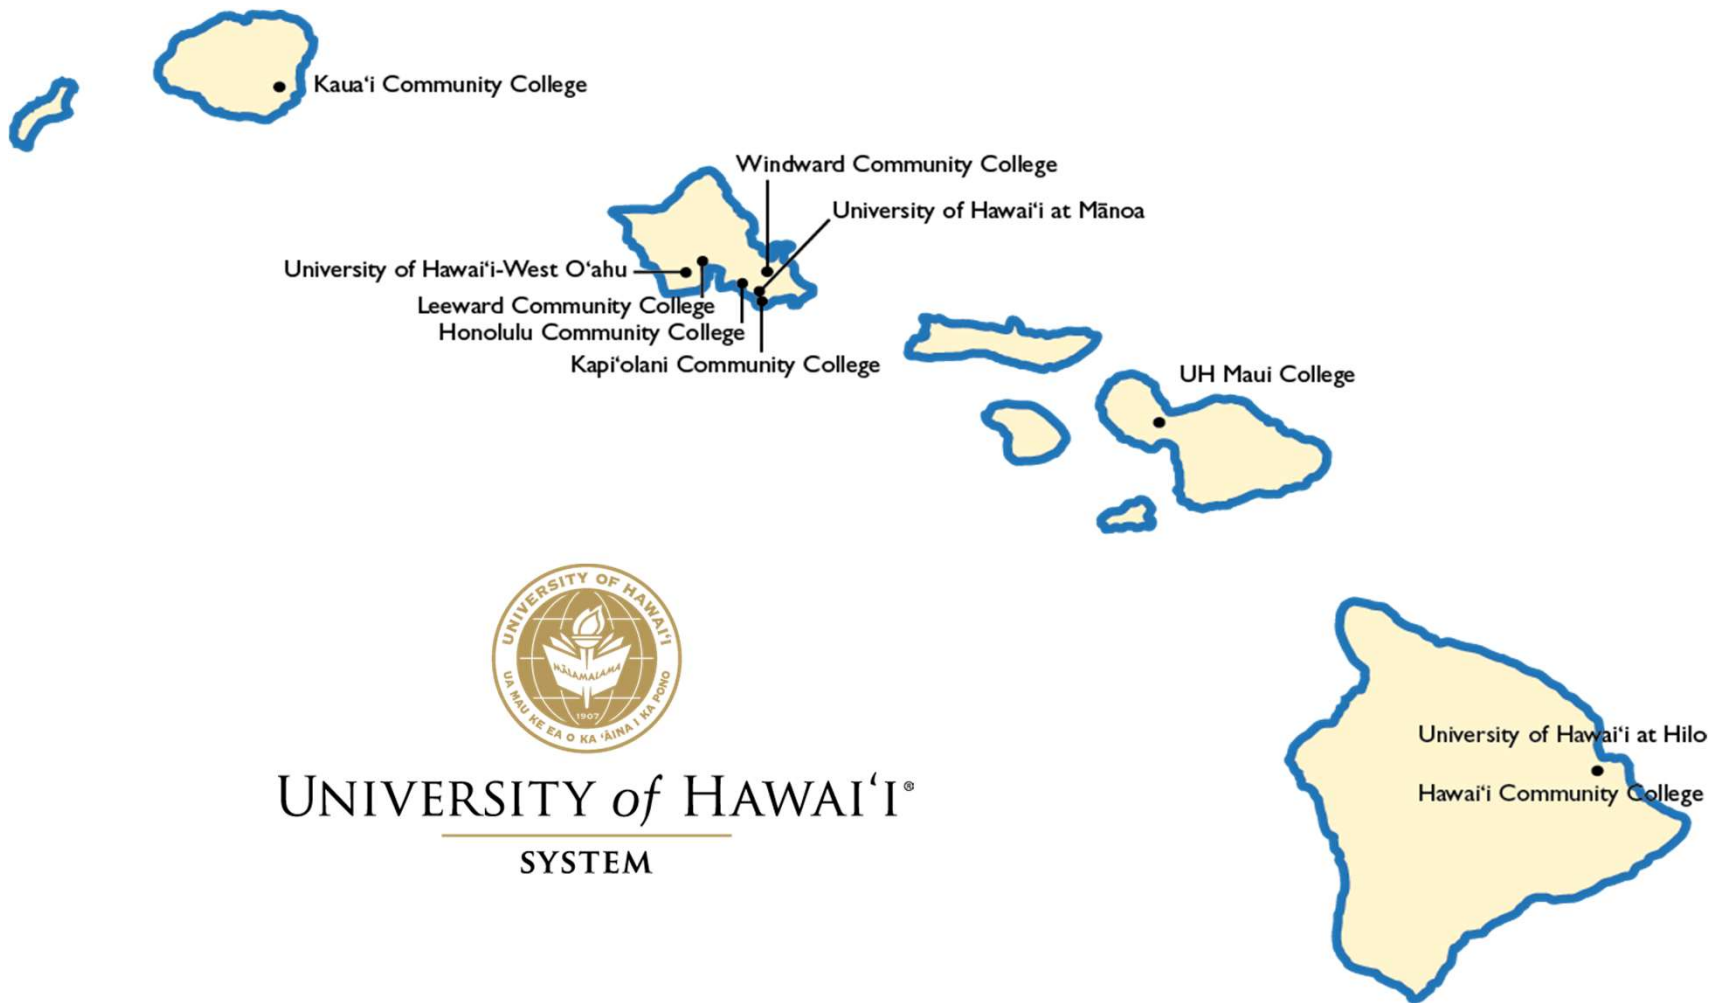 Kaua‘i Community College
Windward Community College
University of Hawai‘i at Mānoa
University of Hawai‘i-West O‘ahu
Leeward Community College
Honolulu Community College
Kapi‘olani Community College
UH Maui College
UNIVERSITY OF HAWAI‘I
MĀLAMALAMA
1907
UA MAU KE EA O KA ‘ĀINA I KA PONO
UNIVERSITY of HAWAI‘I®
SYSTEM
University of Hawai‘i at Hilo
Hawai‘i Community College